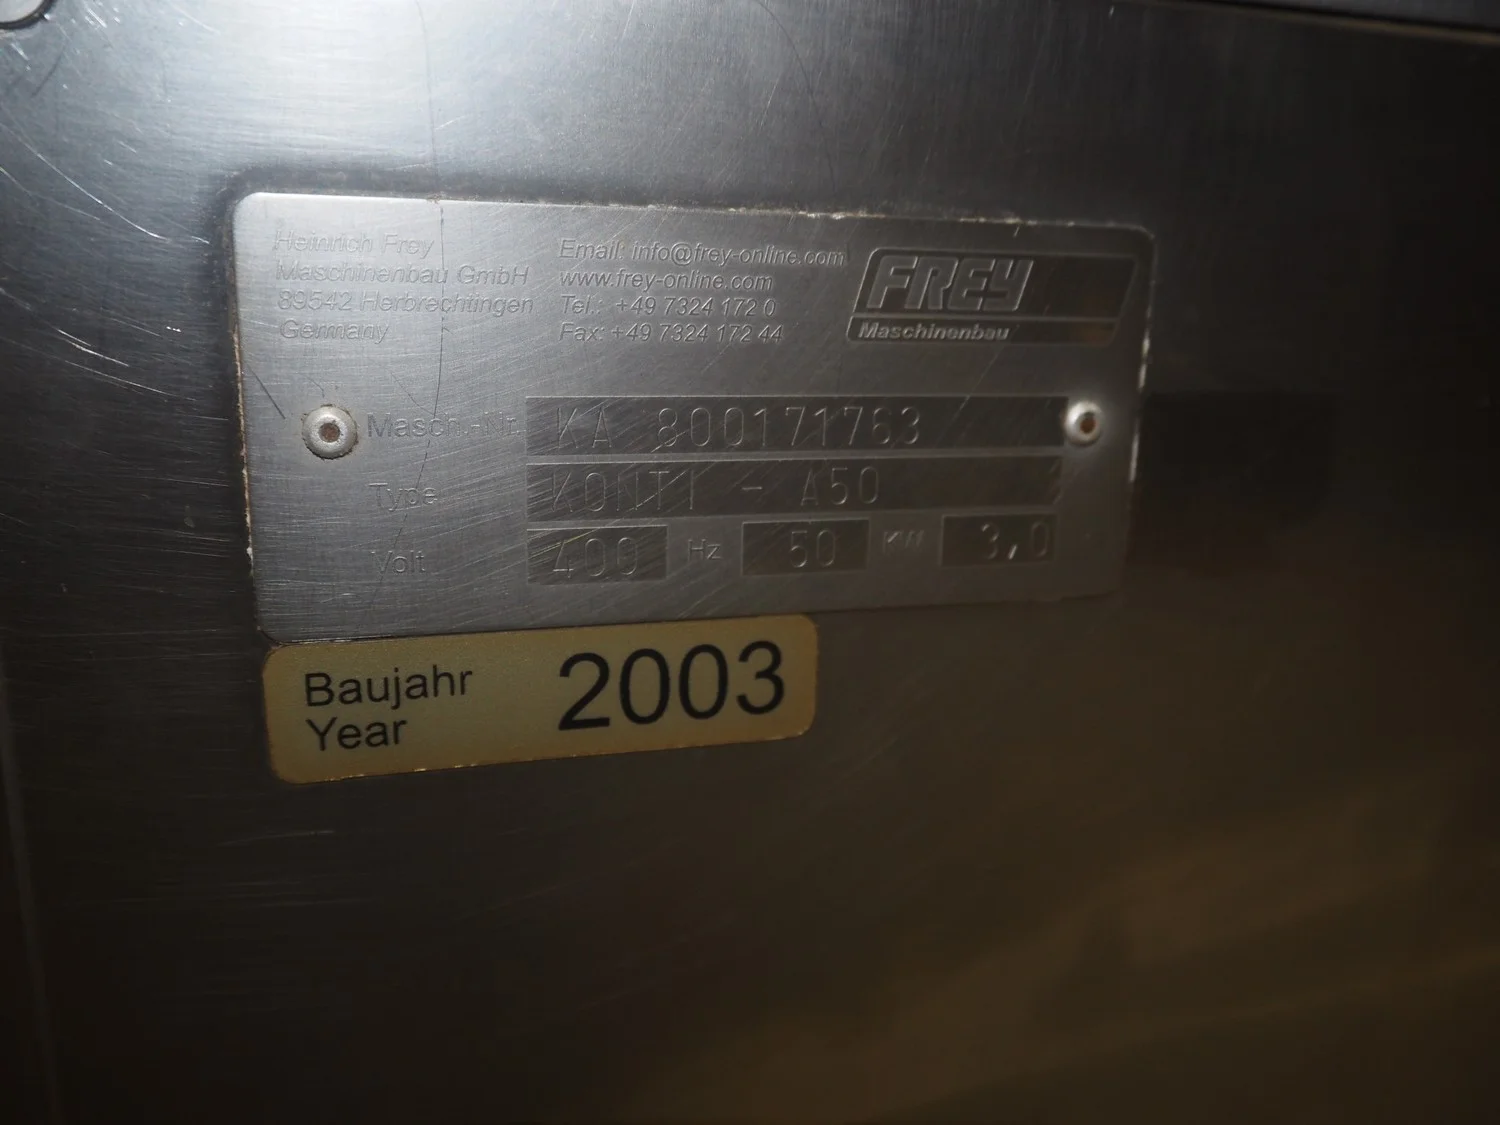 Heinrich Frey
Maschinenbau GmbH
89542 Herbrechtingen
Germany
Email: info@frey-online.com
www.frey-online.com
Tel.: +49 7324 172 0
Fax: +49 7324 172 44
FREY
Maschinenbau
Masch.-Nr. KA 800171763
Type KONTI - A50
Volt 400 Hz 50 KW 3,0
Baujahr 2003
Year